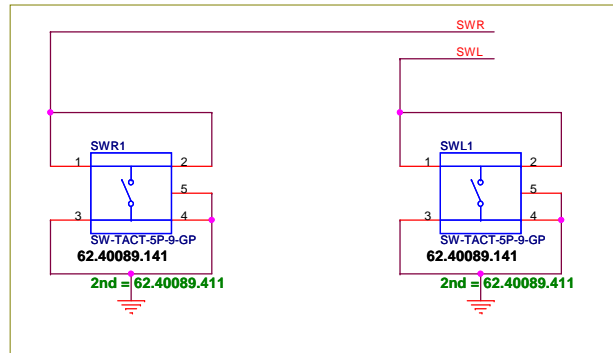 SWR
SWL
SWR1
SWL1
1 2
1 2
5
5
3 4
3 4
SW-TACT-5P-9-GP
SW-TACT-5P-9-GP
62.40089.141
62.40089.141
2nd = 62.40089.411
2nd = 62.40089.411